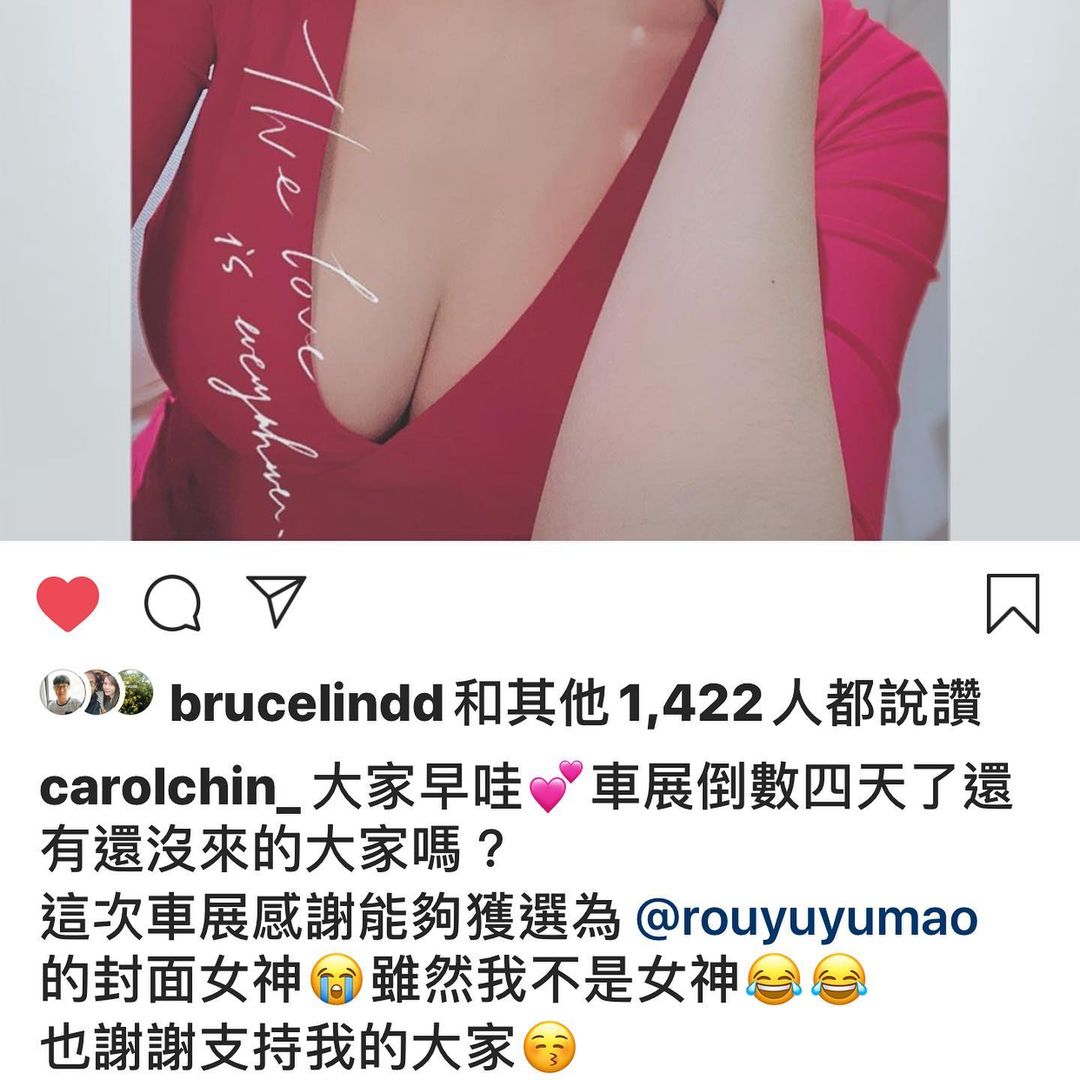 The love
is everywhere.
brucelindd 和其他 1,422 人都說讚
carolchin_ 大家早哇💕車展倒數四天了還
有還沒來的大家嗎？
這次車展感謝能夠獲選為 @rouyuyumao
的封面女神😭雖然我不是女神😂😂
也謝謝支持我的大家😚